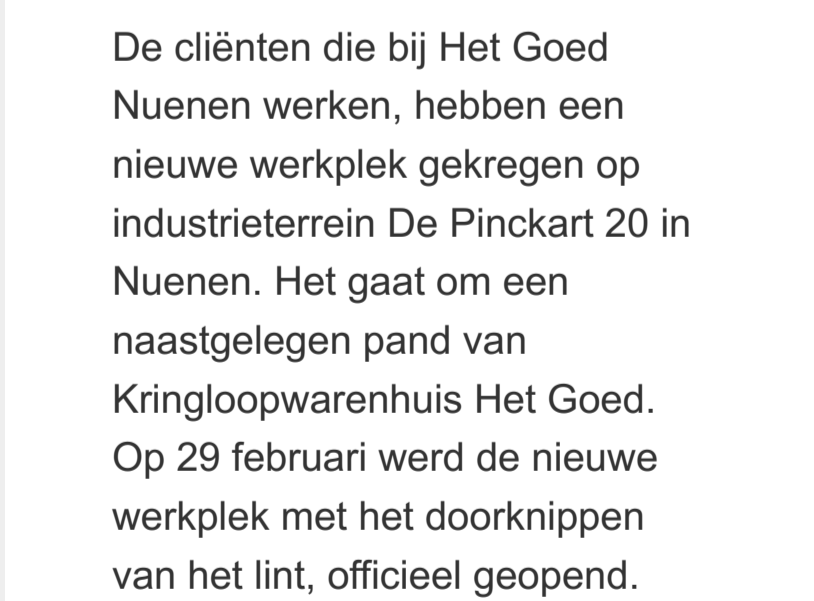 De cliënten die bij Het Goed
Nuenen werken, hebben een
nieuwe werkplek gekregen op
industrieterrein De Pinckart 20 in
Nuenen. Het gaat om een
naastgelegen pand van
Kringloopwarenhuis Het Goed.
Op 29 februari werd de nieuwe
werkplek met het doorknippen
van het lint, officieel geopend.